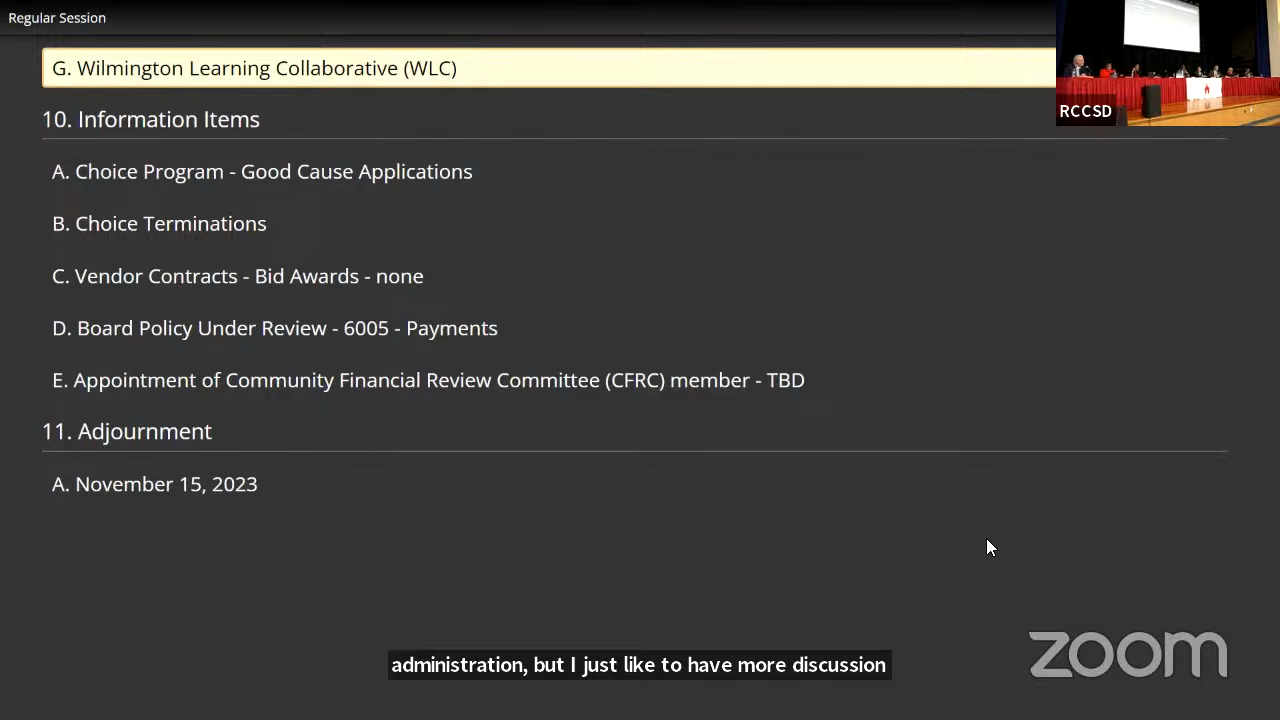 Regular Session
G. Wilmington Learning Collaborative (WLC)
RCCSD
10. Information Items
A. Choice Program - Good Cause Applications
B. Choice Terminations
C. Vendor Contracts - Bid Awards - none
D. Board Policy Under Review - 6005 - Payments
E. Appointment of Community Financial Review Committee (CFRC) member - TBD
11. Adjournment
A. November 15, 2023
zoom
administration, but I just like to have more discussion